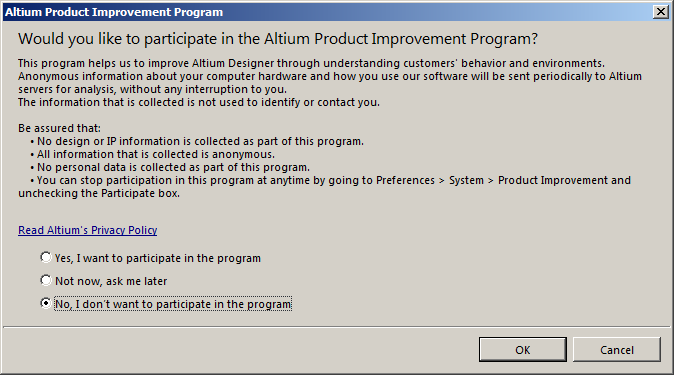 Altium Product Improvement Program
Would you like to participate in the Altium Product Improvement Program?
This program helps us to improve Altium Designer through understanding customers' behavior and environments.
Anonymous information about your computer hardware and how you use our software will be sent periodically to Altium
servers for analysis, without any interruption to you.
The information that is collected is not used to identify or contact you.
Be assured that:
• No design or IP information is collected as part of this program.
• All information that is collected is anonymous.
• No personal data is collected as part of this program.
• You can stop participation in this program at anytime by going to Preferences > System > Product Improvement and
unchecking the Participate box.
Read Altium's Privacy Policy
Yes, I want to participate in the program
Not now, ask me later
No, I don't want to participate in the program
OK Cancel